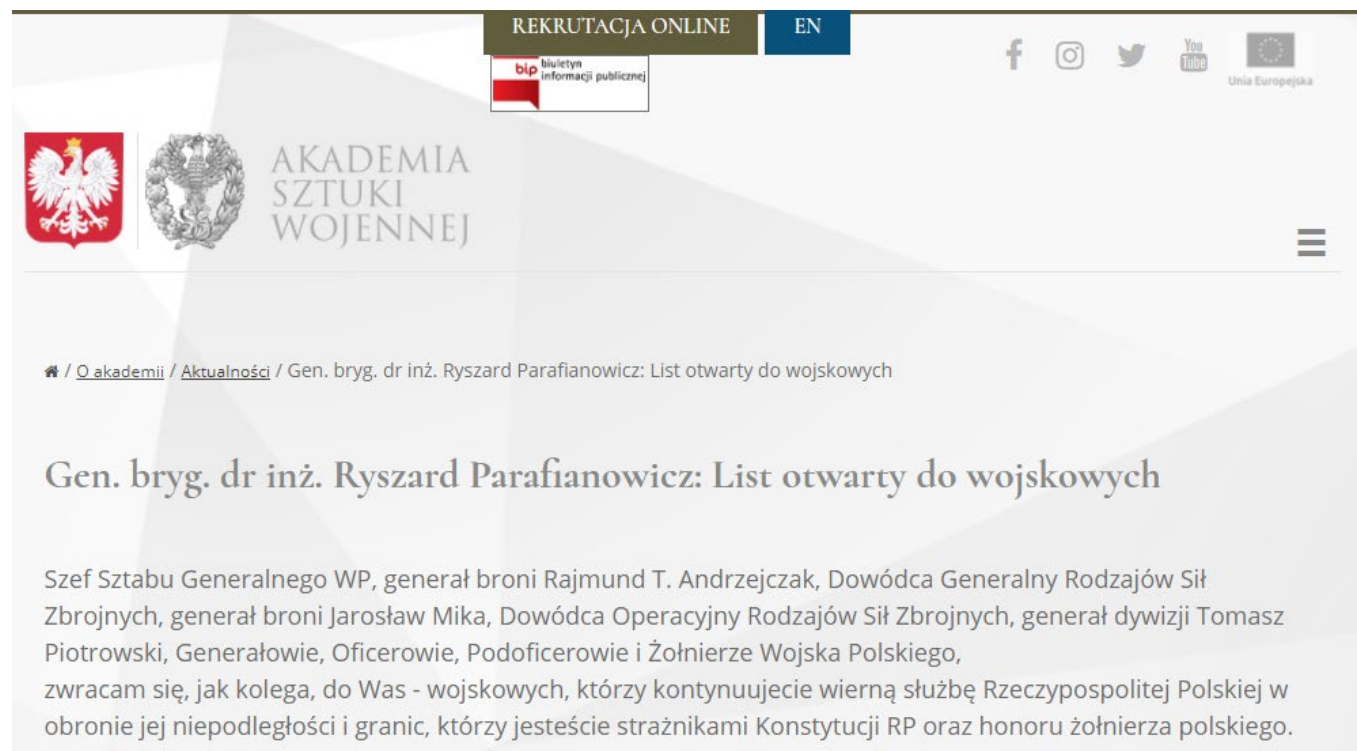 REKRUTACJA ONLINE
EN
bip biuletyn
informacji publicznej
You
Tube
Unia Europejska
AKADEMIA
SZTUKI
WOJENNEJ
/ O akademii / Aktualności / Gen. bryg. dr inż. Ryszard Parafianowicz: List otwarty do wojskowych
Gen. bryg. dr inż. Ryszard Parafianowicz: List otwarty do wojskowych
Szef Sztabu Generalnego WP, generał broni Rajmund T. Andrzejczak, Dowódca Generalny Rodzajów Sił
Zbrojnych, generał broni Jarosław Mika, Dowódca Operacyjny Rodzajów Sił Zbrojnych, generał dywizji Tomasz
Piotrowski, Generałowie, Oficerowie, Podoficerowie i Żołnierze Wojska Polskiego,
zwracam się, jak kolega, do Was - wojskowych, którzy kontynuujecie wierną służbę Rzeczypospolitej Polskiej w
obronie jej niepodległości i granic, którzy jesteście strażnikami Konstytucji RP oraz honoru żołnierza polskiego.